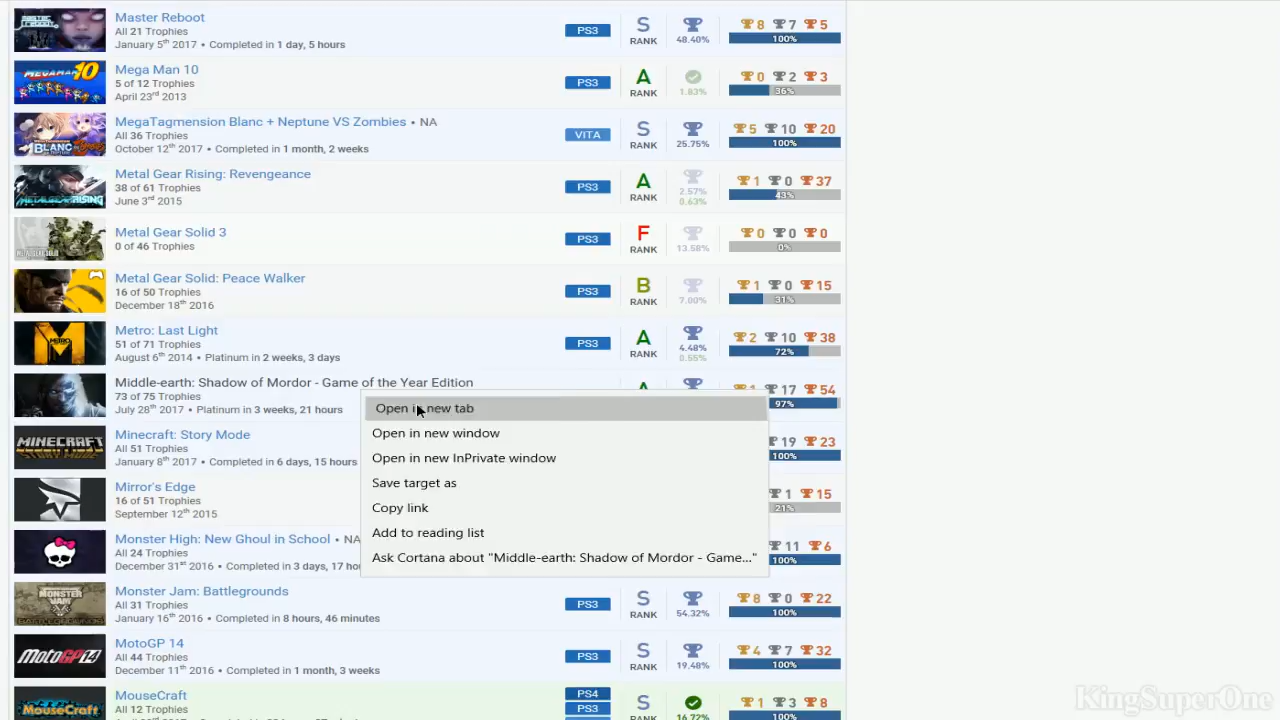 Master Reboot
All 21 Trophies
January 5th 2017 • Completed in 1 day, 5 hours
PS3
S
RANK
48.40%
8 7 5
100%
Mega Man 10
5 of 12 Trophies
April 23rd 2013
PS3
A
RANK
1.83%
0 2 3
36%
MEGAMAN 10
MegaTagmension Blanc + Neptune VS Zombies • NA
All 36 Trophies
October 12th 2017 • Completed in 1 month, 2 weeks
VITA
S
RANK
25.75%
5 10 20
100%
BLANC
Metal Gear Rising: Revengeance
38 of 61 Trophies
June 3rd 2015
PS3
A
RANK
2.57%
0.63%
1 0 37
43%
METAL GEAR RISING
Metal Gear Solid 3
0 of 46 Trophies
PS3
F
RANK
13.58%
0 0 0
0%
Metal Gear Solid: Peace Walker
16 of 50 Trophies
December 18th 2016
PS3
B
RANK
7.00%
1 0 15
31%
Metro: Last Light
51 of 71 Trophies
August 6th 2014 • Platinum in 2 weeks, 3 days
PS3
A
RANK
4.48%
0.55%
2 10 38
72%
Middle-earth: Shadow of Mordor - Game of the Year Edition
73 of 75 Trophies
July 28th 2017 • Platinum in 3 weeks, 21 hours
17 54
97%
Open in new tab
Open in new window
Open in new InPrivate window
Save target as
Copy link
Add to reading list
Ask Cortana about "Middle-earth: Shadow of Mordor - Game..."
MINECRAFT
STORY MODE
Minecraft: Story Mode
All 51 Trophies
January 8th 2017 • Completed in 6 days, 15 hours
19 23
100%
Mirror's Edge
16 of 51 Trophies
September 12th 2015
1 15
21%
Monster High: New Ghoul in School • NA
All 24 Trophies
December 31st 2016 • Completed in 3 days, 17 ho
11 6
100%
MONSTER JAM
BATTLEGROUNDS
Monster Jam: Battlegrounds
All 31 Trophies
January 16th 2016 • Completed in 8 hours, 46 minutes
PS3
S
RANK
54.32%
8 0 22
100%
MotoGP 14
MotoGP 14
All 44 Trophies
December 11th 2016 • Completed in 1 month, 3 weeks
PS3
S
RANK
19.48%
4 7 32
100%
MouseCraft
MouseCraft
All 12 Trophies
PS4
PS3
S
RANK
16.72%
1 3 8
100%
KingSuperOne